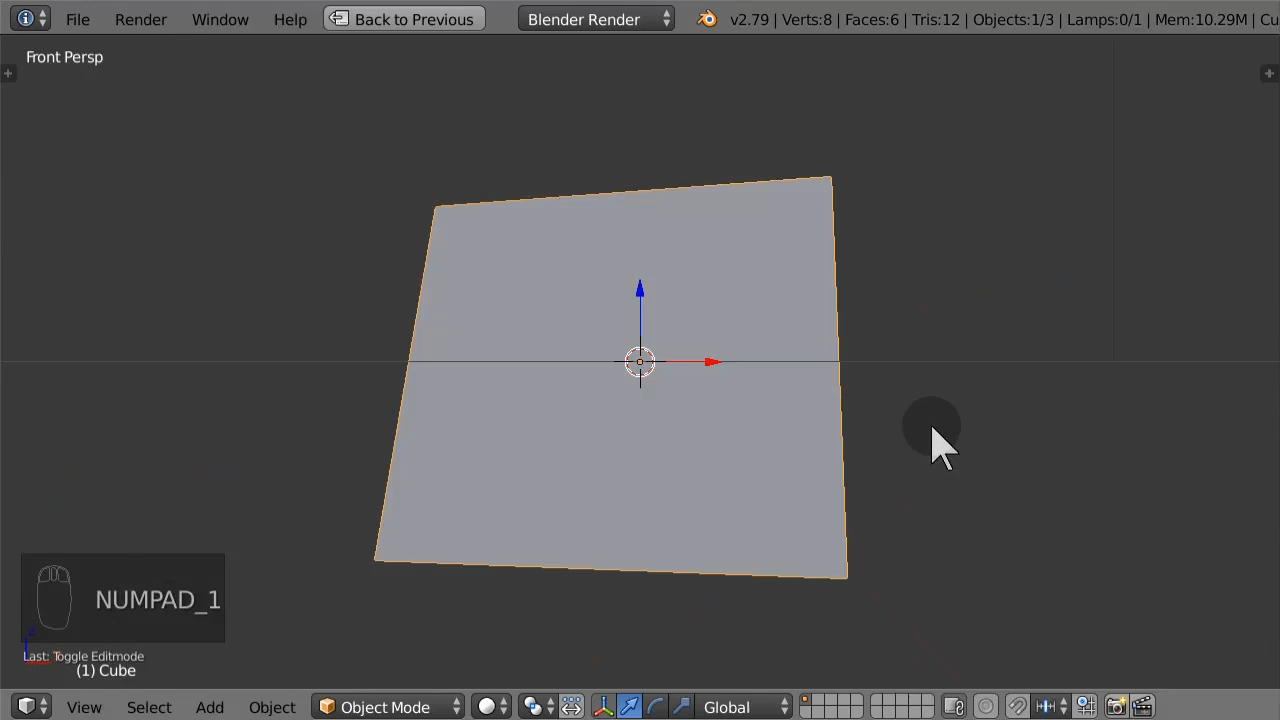 File Render Window Help Back to Previous Blender Render v2.79 | Verts:8 | Faces:6 | Tris:12 | Objects:1/3 | Lamps:0/1 | Mem:10.29M | Cu
Front Persp
NUMPAD_1
z
Last: Toggle Editmode
(1) Cube
View Select Add Object Object Mode Global